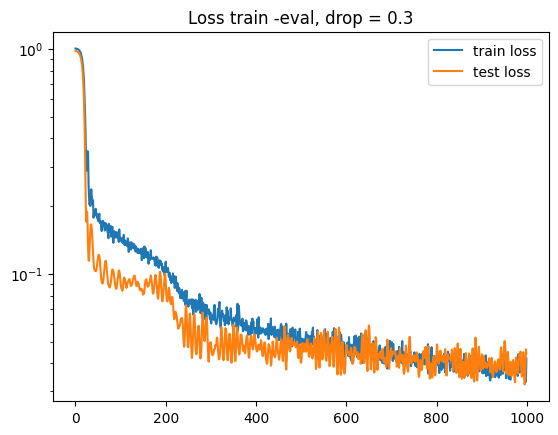 Loss train -eval, drop = 0.3
train loss
test loss
10⁰
10⁻¹
0 200 400 600 800 1000